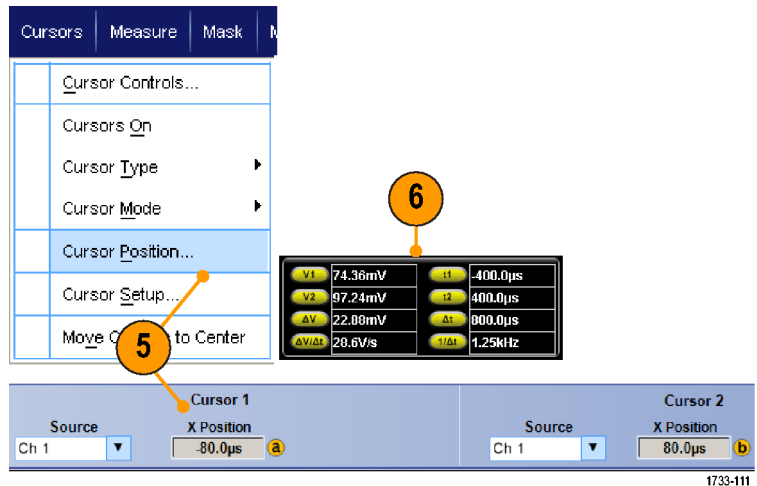 Cursors Measure Mask
Cursor Controls...
Cursors On
Cursor Type
Cursor Mode
Cursor Position...
Cursor Setup...
Move to Center
5
6
V1 74.36mV t1 -400.0µs
V2 97.24mV t2 400.0µs
ΔV 22.88mV Δt 800.0µs
ΔV/Δt 28.6V/s 1/Δt 1.25kHz
Cursor 1 Cursor 2
Source X Position Source X Position
Ch 1 -80.0µs a Ch 1 80.0µs b
1733-111